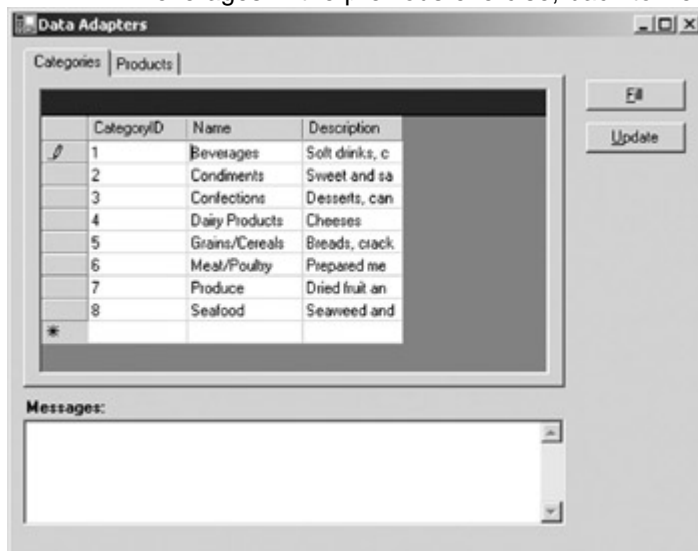 Data Adapters
Categories Products
Fill
Update
CategoryID Name Description
1 Beverages Soft drinks, c
2 Condiments Sweet and sa
3 Confections Desserts, can
4 Dairy Products Cheeses
5 Grains/Cereals Breads, crack
6 Meat/Poultry Prepared me
7 Produce Dried fruit an
8 Seafood Seaweed and
*
Messages: